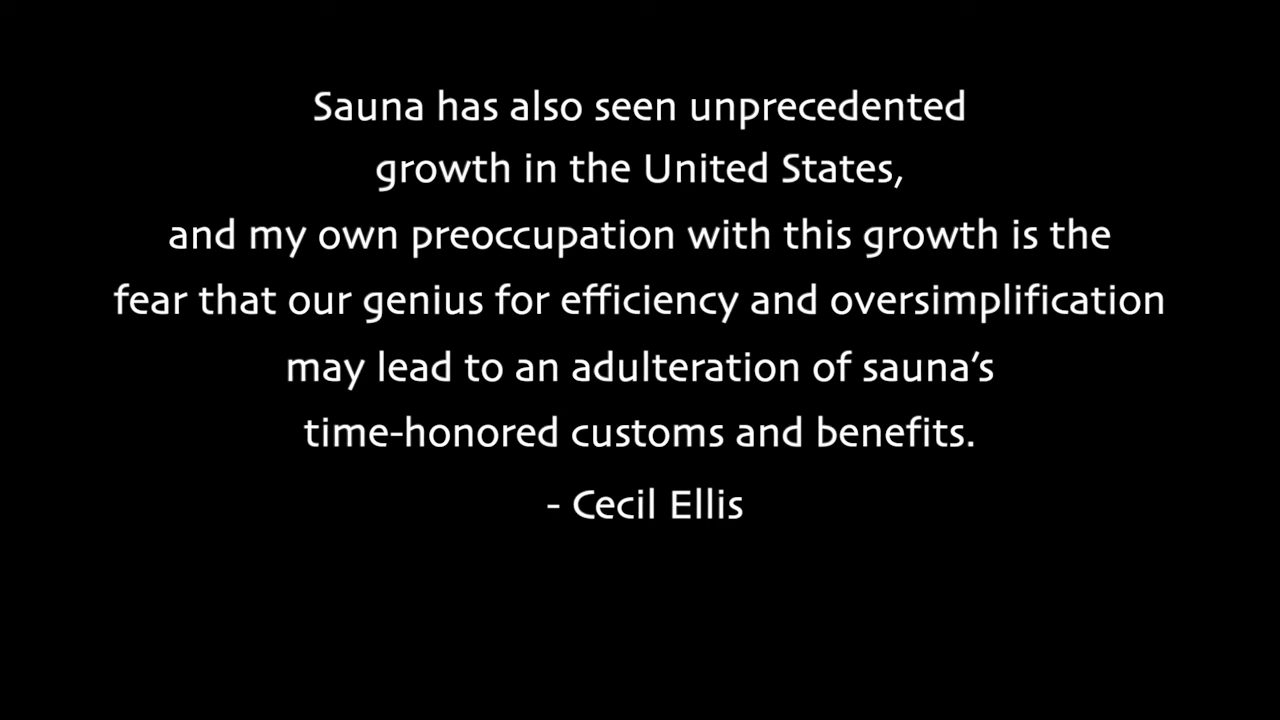 Sauna has also seen unprecedented
growth in the United States,
and my own preoccupation with this growth is the
fear that our genius for efficiency and oversimplification
may lead to an adulteration of sauna’s
time-honored customs and benefits.
- Cecil Ellis